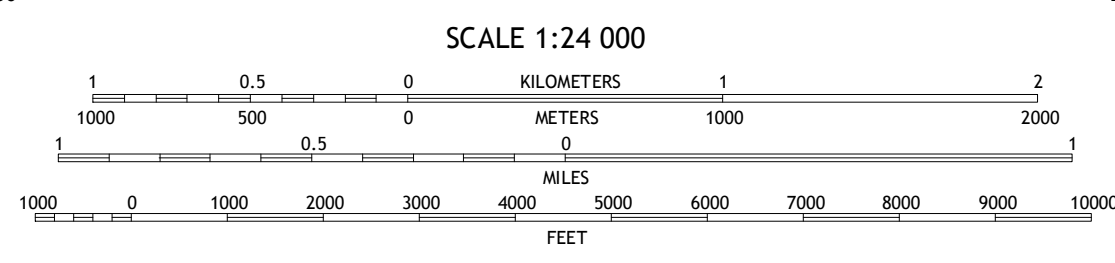 SCALE 1:24 000
1 0.5 0 KILOMETERS 1 2
1000 500 0 METERS 1000 2000
1 0.5 0 1
MILES
1000 0 1000 2000 3000 4000 5000 6000 7000 8000 9000 10000
FEET